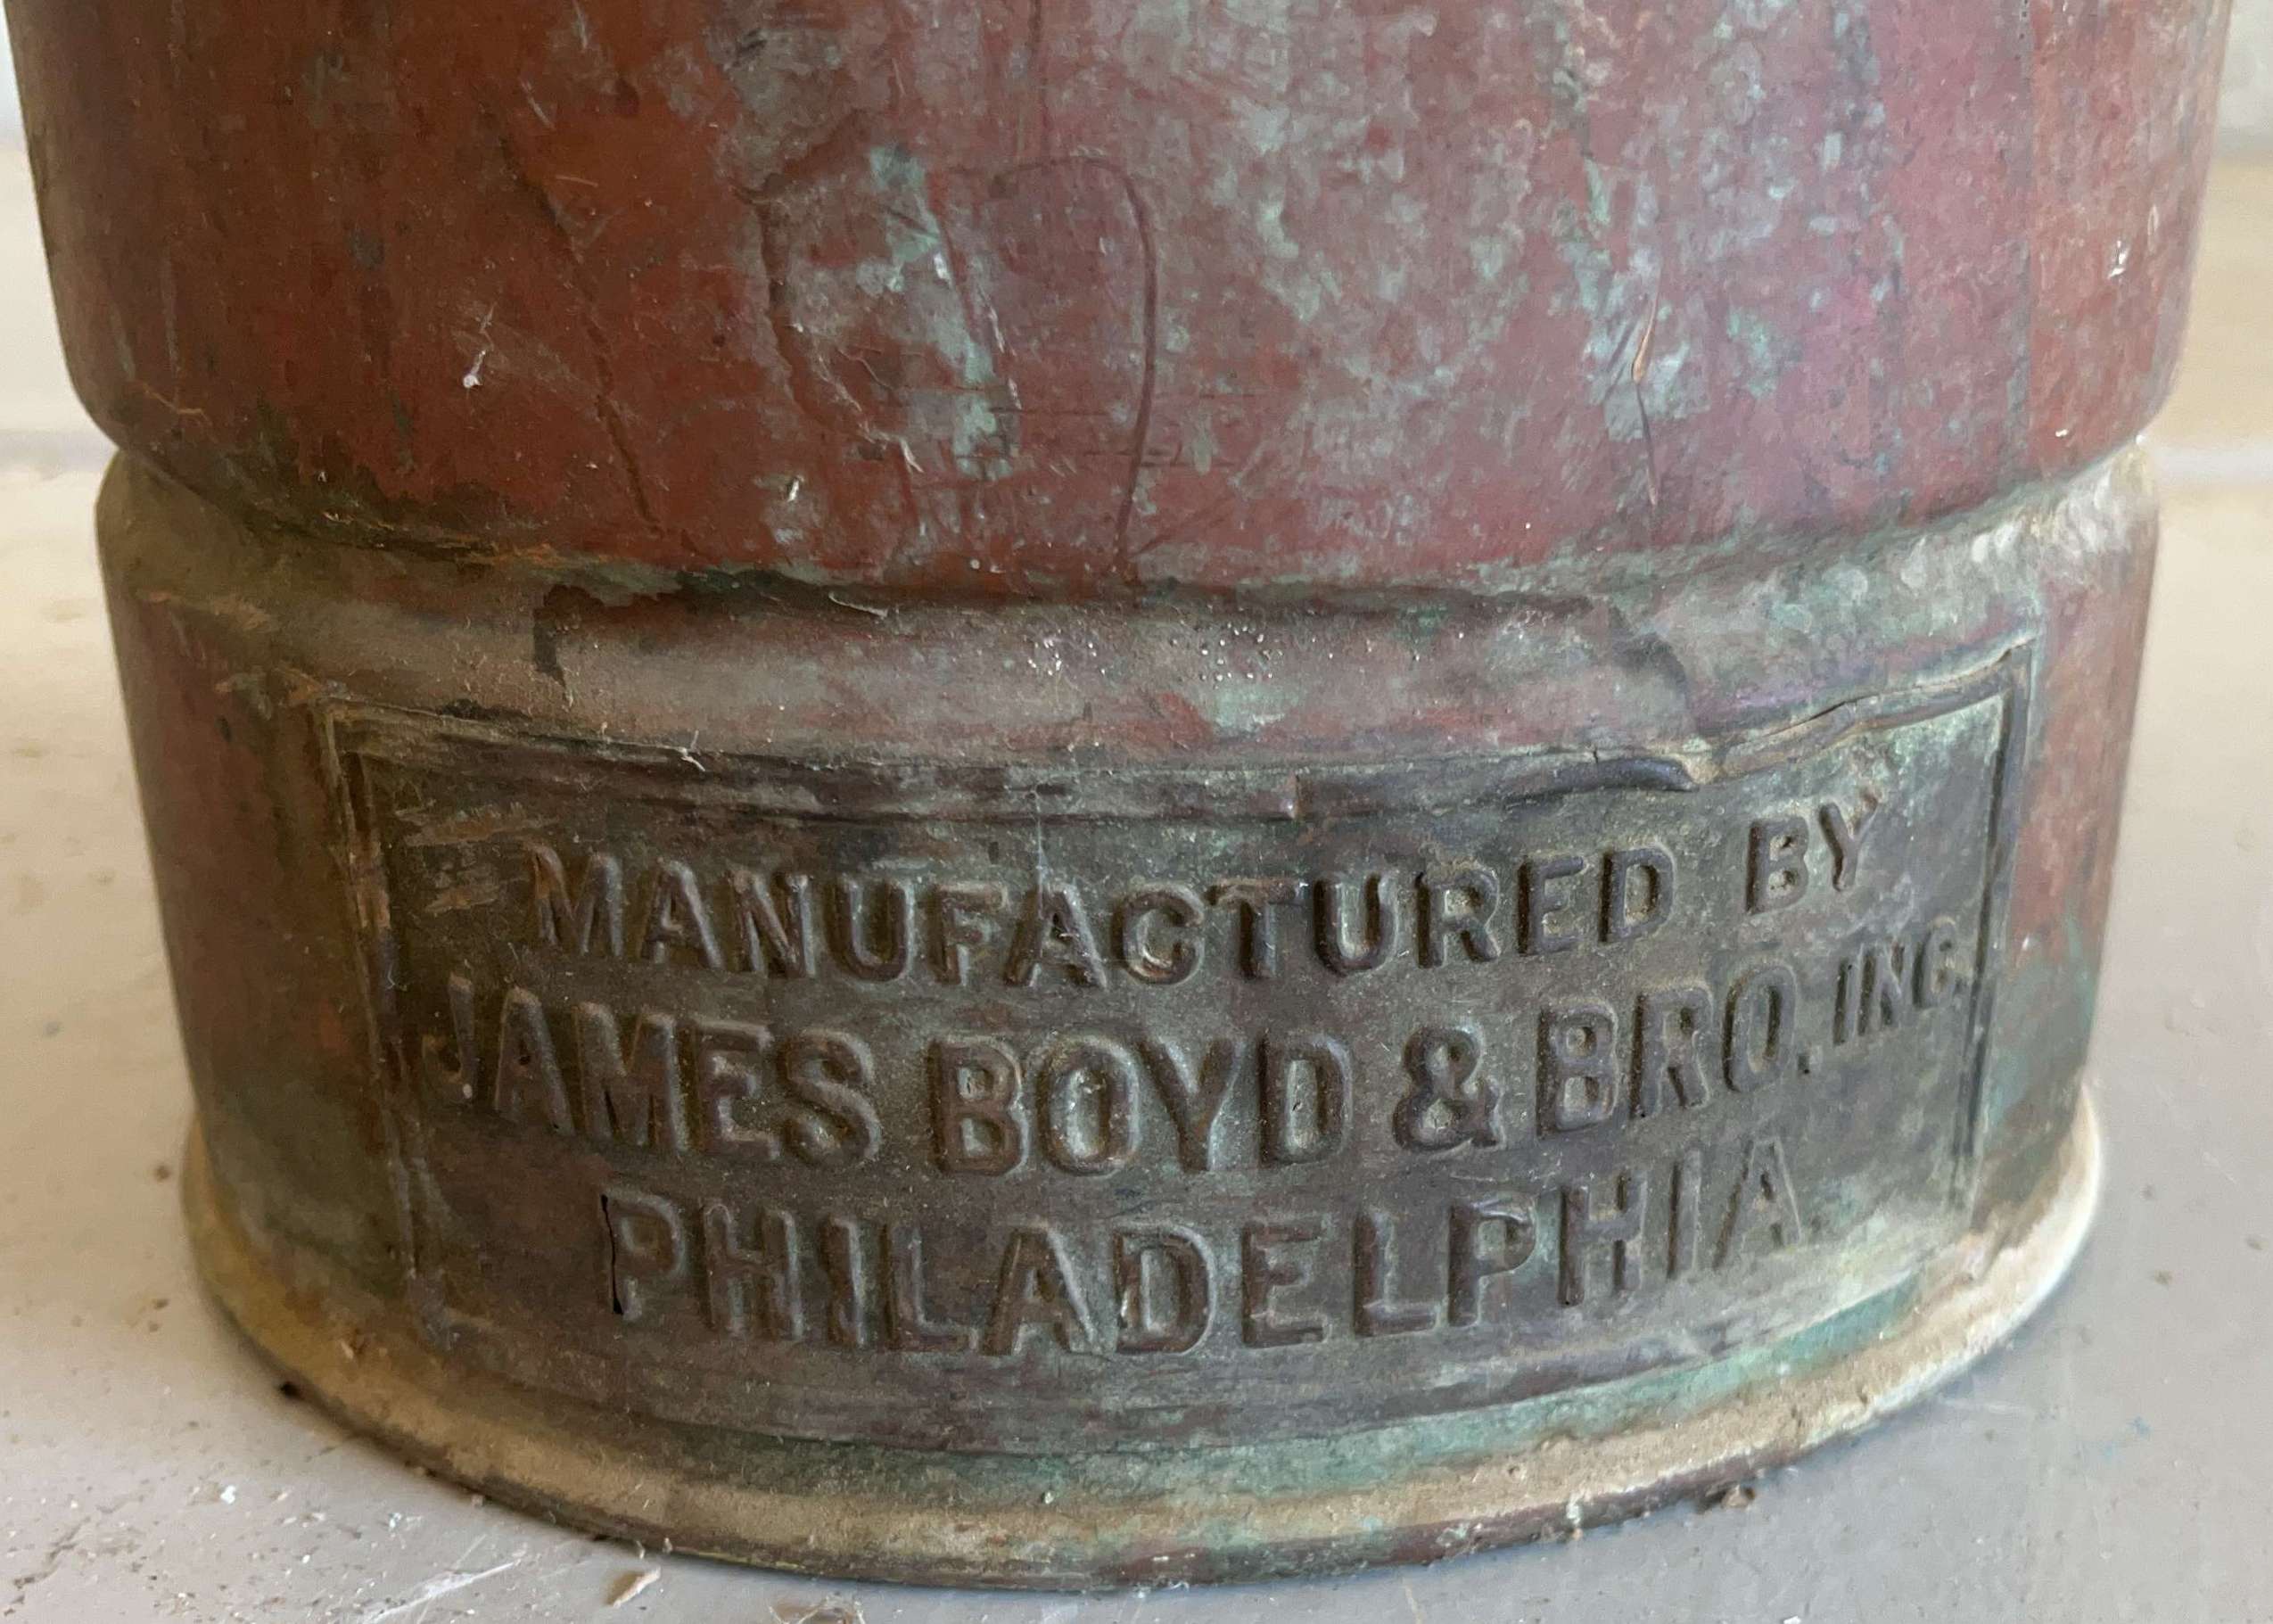 MANUFACTURED BY
JAMES BOYD & BRO. INC.
PHILADELPHIA